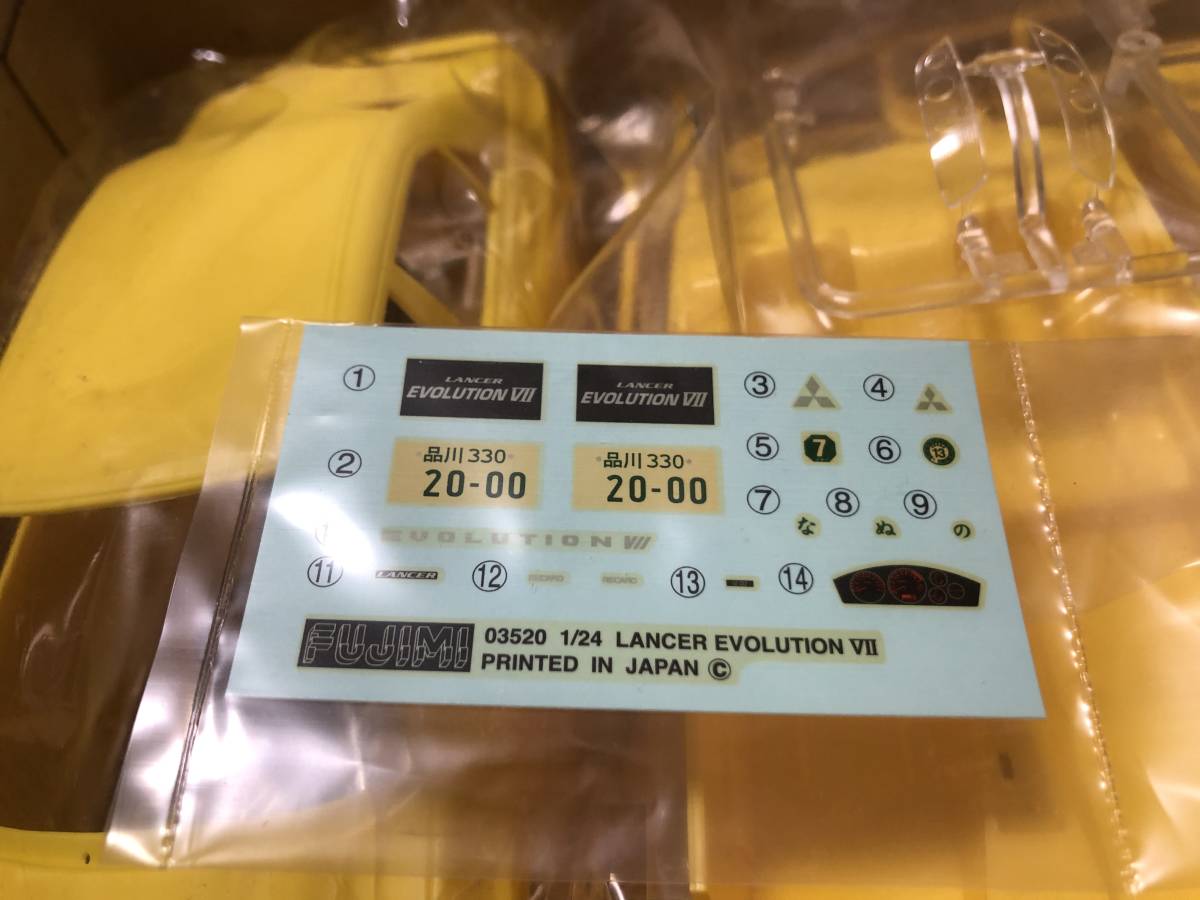 ① LANCER EVOLUTION VII LANCER EVOLUTION VII ③ ④
② 品川 330 20-00 品川 330 20-00 ⑤ 7 ⑥ 13
⑦ な ⑧ ぬ ⑨ の
EVOLUTION VII
⑪ LANCER ⑫ RECARO RECARO ⑬ ⑭
FUJIMI 03520 1/24 LANCER EVOLUTION VII
PRINTED IN JAPAN ©